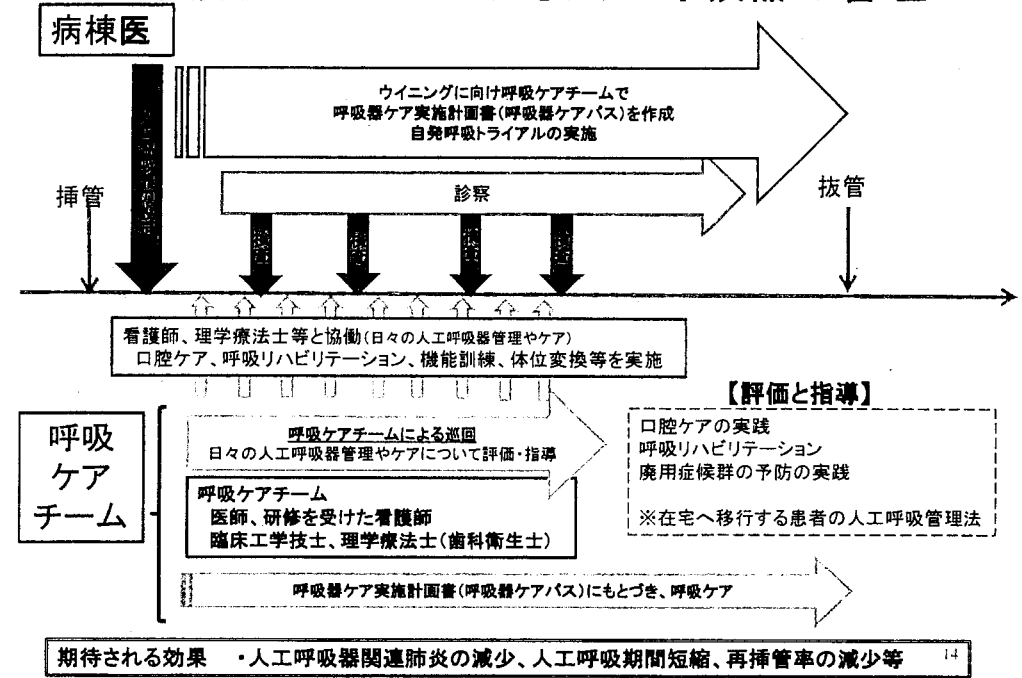 病棟医
ウイニングに向け呼吸ケアチームで
呼吸器ケア実施計画書(呼吸器ケアパス)を作成
自発呼吸トライアルの実施
診察
挿管
抜管
看護師、理学療法士等と協働(日々の人工呼吸器管理やケア)
口腔ケア、呼吸リハビリテーション、機能訓練、体位変換等を実施
【評価と指導】
口腔ケアの実践
呼吸リハビリテーション
廃用症候群の予防の実践
※在宅へ移行する患者の人工呼吸管理法
呼吸
ケア
チーム
呼吸ケアチームによる巡回
日々の人工呼吸器管理やケアについて評価・指導
呼吸ケアチーム
医師、研修を受けた看護師
臨床工学技士、理学療法士(歯科衛生士)
呼吸器ケア実施計画書(呼吸器ケアパス)にもとづき、呼吸ケア
期待される効果　・人工呼吸器関連肺炎の減少、人工呼吸期間短縮、再挿管率の減少等
14